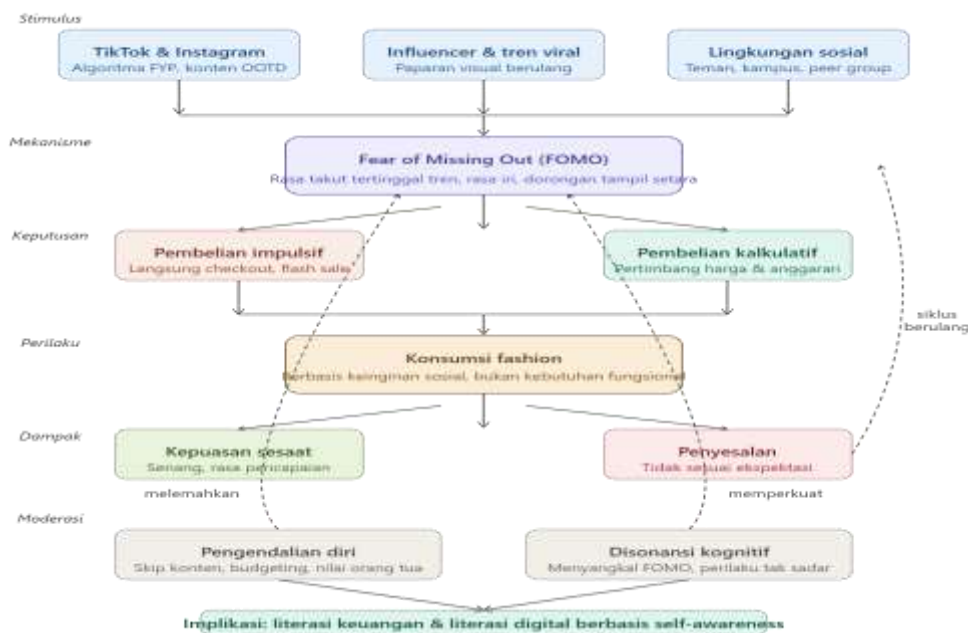 Stimulus
TikTok & Instagram
Algoritma FYP, konten OOTD
Influencer & tren viral
Paparan visual berulang
Lingkungan sosial
Teman, kampus, peer group
Mekanisme
Fear of Missing Out (FOMO)
Rasa takut tertinggal tren, rasa iri, dorongan tampil setara
Keputusan
Pembelian impulsif
Langsung checkout, flash sale
Pembelian kalkulatif
Pertimbang harga & anggaran
siklus
berulang
Perilaku
Konsumsi fashion
Berbasis keinginan sosial, bukan kebutuhan fungsional
Dampak
Kepuasan sesaat
Senang, rasa pencapaian
Penyesalan
Tidak sesuai ekspektasi
melemahkan
memperkuat
Moderasi
Pengendalian diri
Skip konten, budgeting, nilai orang tua
Disonansi kognitif
Menyangkal FOMO, perilaku tak sadar
Implikasi: literasi keuangan & literasi digital berbasis self-awareness